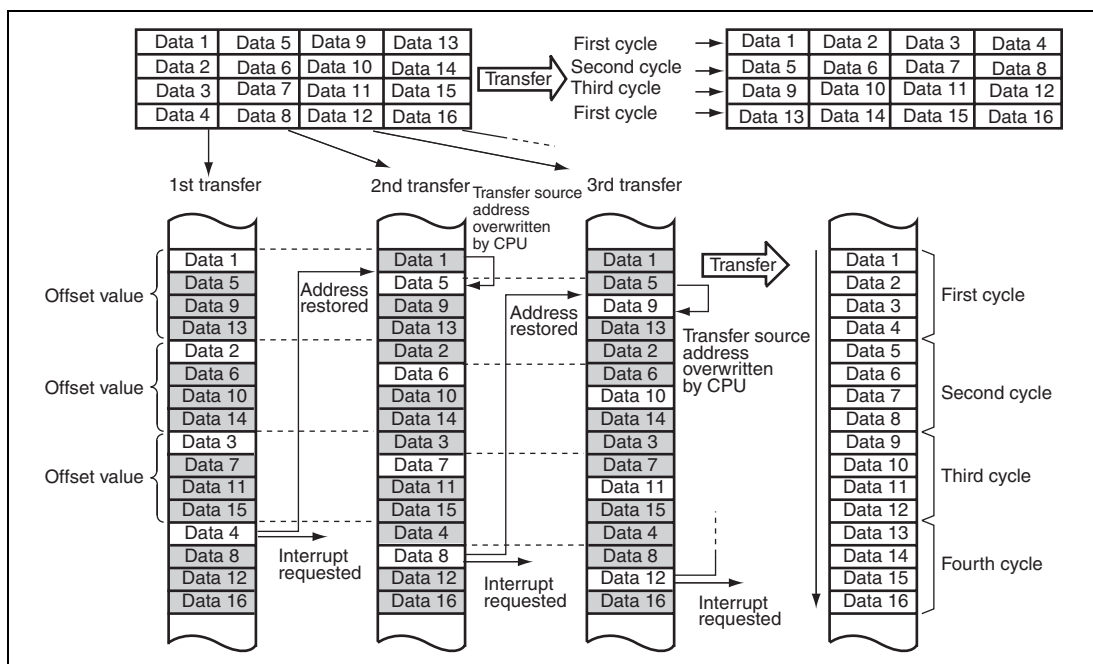 Data 1 Data 5 Data 9 Data 13
Data 2 Data 6 Data 10 Data 14
Data 3 Data 7 Data 11 Data 15
Data 4 Data 8 Data 12 Data 16
Transfer
First cycle
Second cycle
Third cycle
First cycle
Data 1 Data 2 Data 3 Data 4
Data 5 Data 6 Data 7 Data 8
Data 9 Data 10 Data 11 Data 12
Data 13 Data 14 Data 15 Data 16
1st transfer
Offset value
Offset value
Offset value
Data 1
Data 5
Data 9
Data 13
Data 2
Data 6
Data 10
Data 14
Data 3
Data 7
Data 11
Data 15
Data 4
Data 8
Data 12
Data 16
Address
restored
Interrupt
requested
2nd transfer
Transfer source
address
overwritten
by CPU
Data 1
Data 5
Data 9
Data 13
Data 2
Data 6
Data 10
Data 14
Data 3
Data 7
Data 11
Data 15
Data 4
Data 8
Data 12
Data 16
Address
restored
Interrupt
requested
3rd transfer
Data 1
Data 5
Data 9
Data 13
Data 2
Data 6
Data 10
Data 14
Data 3
Data 7
Data 11
Data 15
Data 4
Data 8
Data 12
Data 16
Transfer
Transfer source
address
overwritten
by CPU
Interrupt
requested
Data 1
Data 2
Data 3
Data 4
Data 5
Data 6
Data 7
Data 8
Data 9
Data 10
Data 11
Data 12
Data 13
Data 14
Data 15
Data 16
First cycle
Second cycle
Third cycle
Fourth cycle